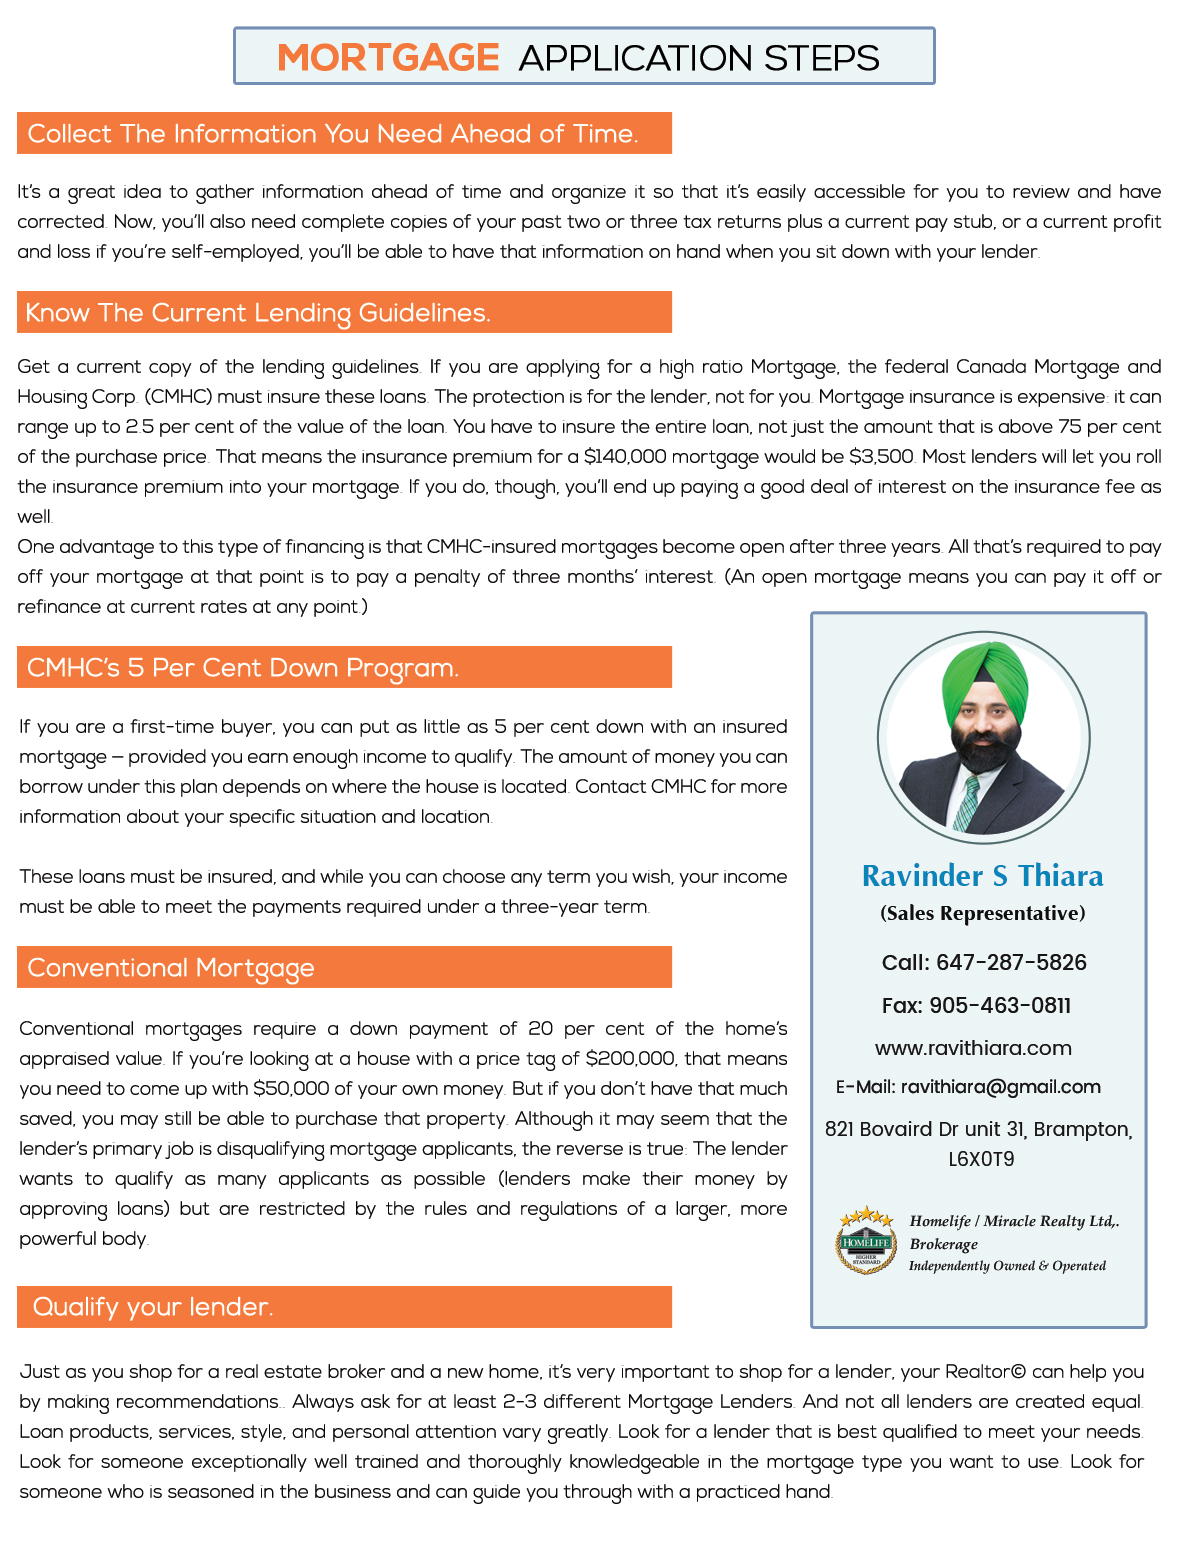 MORTGAGE APPLICATION STEPS
Collect The Information You Need Ahead of Time.
It's a great idea to gather information ahead of time and organize it so that it's easily accessible for you to review and have
corrected. Now, you'll also need complete copies of your past two or three tax returns plus a current pay stub, or a current profit
and loss if you're self-employed, you'll be able to have that information on hand when you sit down with your lender.
Know The Current Lending Guidelines.
Get a current copy of the lending guidelines. If you are applying for a high ratio Mortgage, the federal Canada Mortgage and
Housing Corp. (CMHC) must insure these loans. The protection is for the lender, not for you. Mortgage insurance is expensive: it can
range up to 2.5 per cent of the value of the loan. You have to insure the entire loan, not just the amount that is above 75 per cent
of the purchase price. That means the insurance premium for a $140,000 mortgage would be $3,500. Most lenders will let you roll
the insurance premium into your mortgage. If you do, though, you'll end up paying a good deal of interest on the insurance fee as
well.
One advantage to this type of financing is that CMHC-insured mortgages become open after three years. All that's required to pay
off your mortgage at that point is to pay a penalty of three months' interest. (An open mortgage means you can pay it off or
refinance at current rates at any point.)
CMHC's 5 Per Cent Down Program.
If you are a first-time buyer, you can put as little as 5 per cent down with an insured
mortgage – provided you earn enough income to qualify. The amount of money you can
borrow under this plan depends on where the house is located. Contact CMHC for more
information about your specific situation and location.
These loans must be insured, and while you can choose any term you wish, your income
must be able to meet the payments required under a three-year term.
Conventional Mortgage
Conventional mortgages require a down payment of 20 per cent of the home's
appraised value. If you're looking at a house with a price tag of $200,000, that means
you need to come up with $50,000 of your own money. But if you don't have that much
saved, you may still be able to purchase that property. Although it may seem that the
lender's primary job is disqualifying mortgage applicants, the reverse is true: The lender
wants to qualify as many applicants as possible (lenders make their money by
approving loans) but are restricted by the rules and regulations of a larger, more
powerful body.
Ravinder S Thiara
(Sales Representative)
Call: 647-287-5826
Fax: 905-463-0811
www.ravithiara.com
E-Mail: ravithiara@gmail.com
821 Bovaird Dr unit 31, Brampton,
L6X0T9
HOMELIFE
HIGHER
STANDARD
Homelife / Miracle Realty Ltd,.
Brokerage
Independently Owned & Operated
Qualify your lender.
Just as you shop for a real estate broker and a new home, it's very important to shop for a lender, your Realtor© can help you
by making recommendations.. Always ask for at least 2-3 different Mortgage Lenders. And not all lenders are created equal.
Loan products, services, style, and personal attention vary greatly. Look for a lender that is best qualified to meet your needs.
Look for someone exceptionally well trained and thoroughly knowledgeable in the mortgage type you want to use. Look for
someone who is seasoned in the business and can guide you through with a practiced hand.